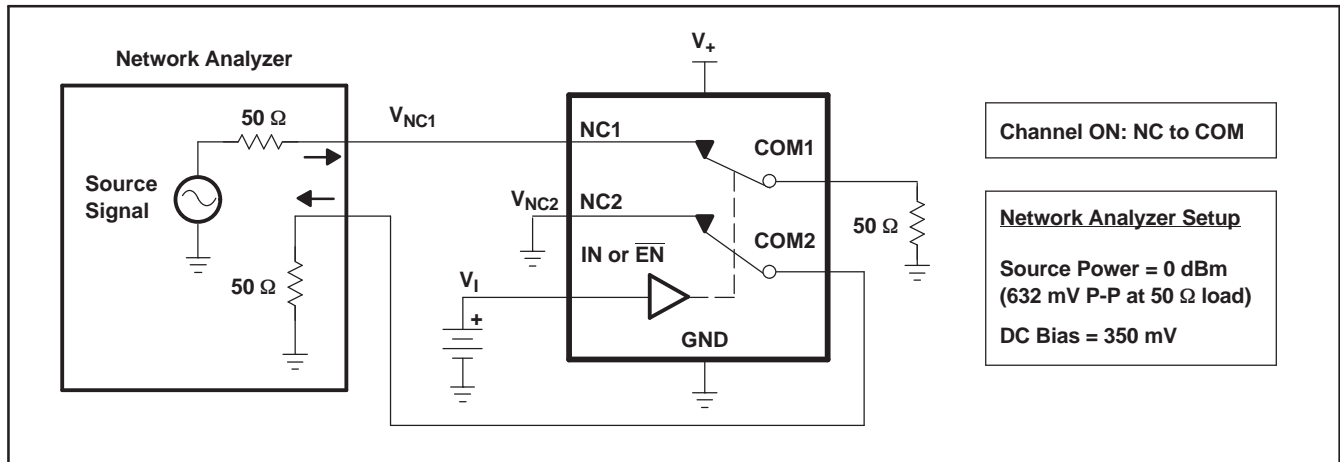 Network Analyzer
50 Ω
Source
Signal
50 Ω
VNC1
VNC2
VI
+
V+
NC1
COM1
NC2
COM2
IN or E̅N̅
GND
50 Ω
Channel ON: NC to COM
Network Analyzer Setup
Source Power = 0 dBm
(632 mV P-P at 50 Ω load)
DC Bias = 350 mV